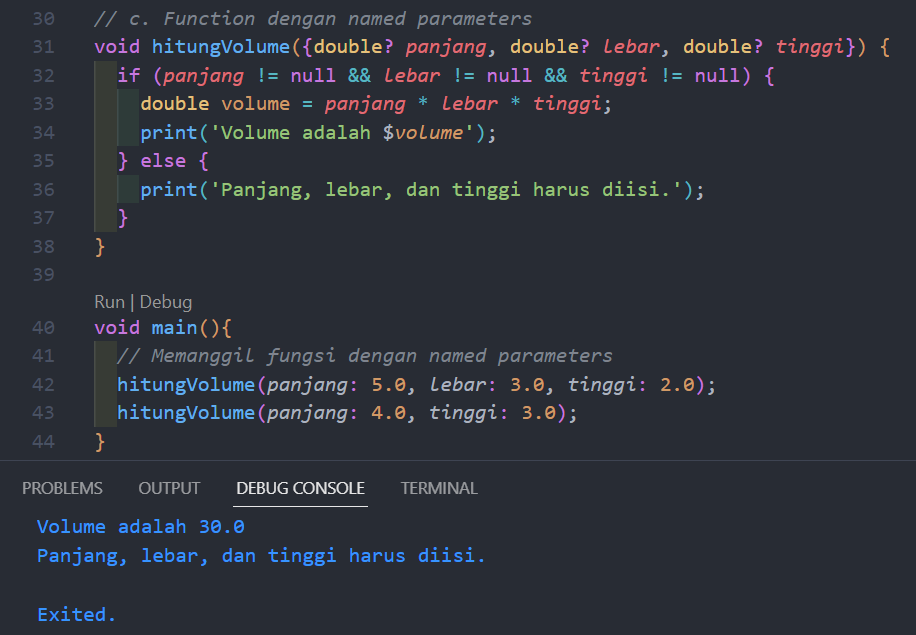 30 // c. Function dengan named parameters
31 void hitungVolume({double? panjang, double? lebar, double? tinggi}) {
32 if (panjang != null && lebar != null && tinggi != null) {
33 double volume = panjang * lebar * tinggi;
34 print('Volume adalah $volume');
35 } else {
36 print('Panjang, lebar, dan tinggi harus diisi.');
37 }
38 }
39
Run | Debug
40 void main(){
41 // Memanggil fungsi dengan named parameters
42 hitungVolume(panjang: 5.0, lebar: 3.0, tinggi: 2.0);
43 hitungVolume(panjang: 4.0, tinggi: 3.0);
44 }
PROBLEMS OUTPUT DEBUG CONSOLE TERMINAL
Volume adalah 30.0
Panjang, lebar, dan tinggi harus diisi.
Exited.